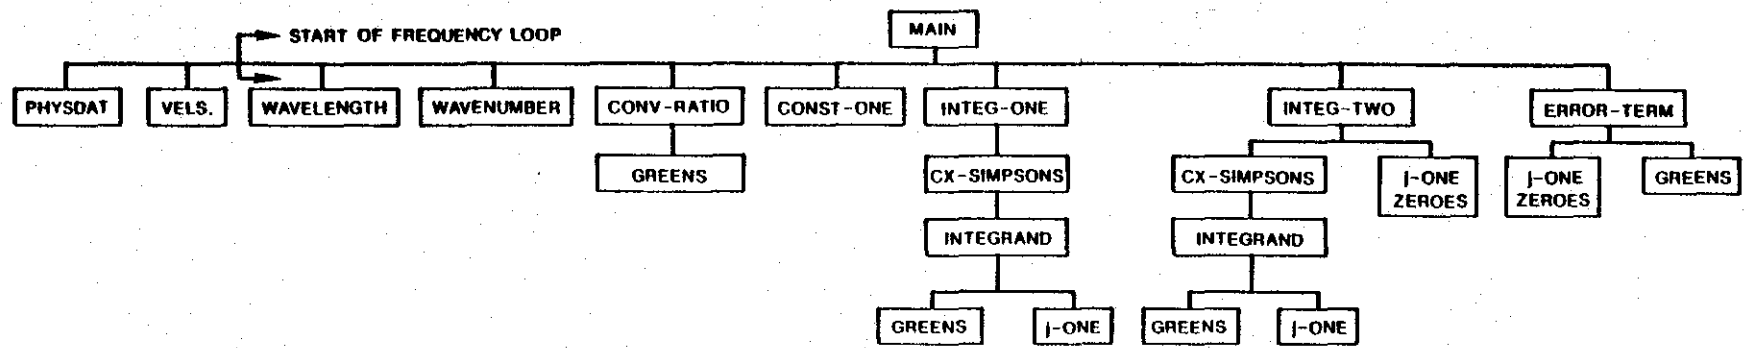 START OF FREQUENCY LOOP
MAIN
PHYSDAT
VELS.
WAVELENGTH
WAVENUMBER
CONV-RATIO
CONST-ONE
INTEG-ONE
INTEG-TWO
ERROR-TERM
GREENS
CX-SIMPSONS
CX-SIMPSONS
j-ONE
ZEROES
j-ONE
ZEROES
GREENS
INTEGRAND
INTEGRAND
GREENS
j-ONE
GREENS
j-ONE